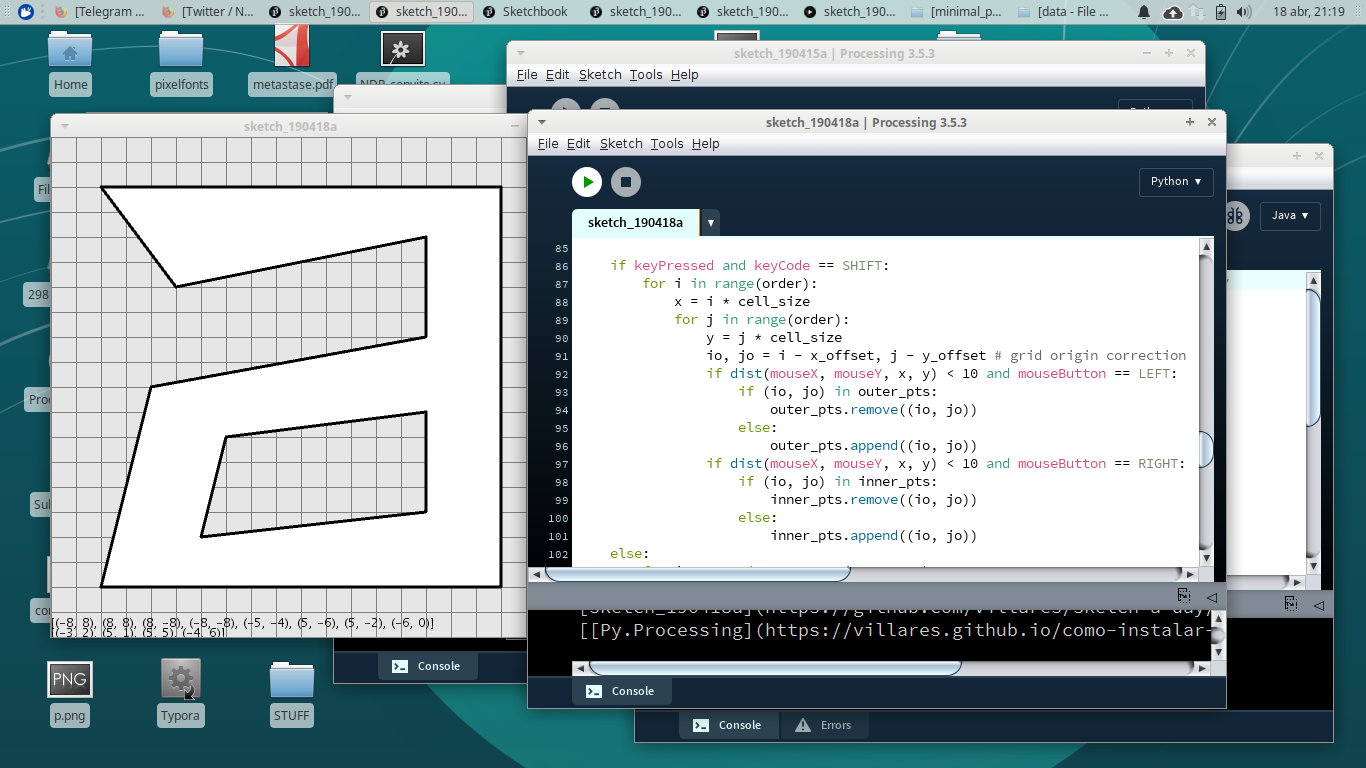 [Telegram ... [Twitter / N... sketch_190... sketch_190... Sketchbook sketch_190... sketch_190... sketch_190... [minimal_p... [data - File ... 18 abr, 21:19
Home
pixelfonts
metastase.pdf
sketch_190415a | Processing 3.5.3
File Edit Sketch Tools Help
sketch_190418a
sketch_190418a | Processing 3.5.3
File Edit Sketch Tools Help
Python ▾
Java ▾
sketch_190418a ▾
85
86 if keyPressed and keyCode == SHIFT:
87 for i in range(order):
88 x = i * cell_size
89 for j in range(order):
90 y = j * cell_size
91 io, jo = i - x_offset, j - y_offset # grid origin correction
92 if dist(mouseX, mouseY, x, y) < 10 and mouseButton == LEFT:
93 if (io, jo) in outer_pts:
94 outer_pts.remove((io, jo))
95 else:
96 outer_pts.append((io, jo))
97 if dist(mouseX, mouseY, x, y) < 10 and mouseButton == RIGHT:
98 if (io, jo) in inner_pts:
99 inner_pts.remove((io, jo))
100 else:
101 inner_pts.append((io, jo))
102 else:
298
[(-8, 8), (8, 8), (8, -8), (-8, -8), (-5, -4), (5, -6), (5, -2), (-6, 0)]
[(-3, 2), (5, 1), (5, 5), (-4, 6)]
[sketch_190418a](https://github.com/villares/sketch-a-day/
[[Py.Processing](https://villares.github.io/como-instalar-
Console
Console
Console
Errors
PNG
p.png
Typora
STUFF